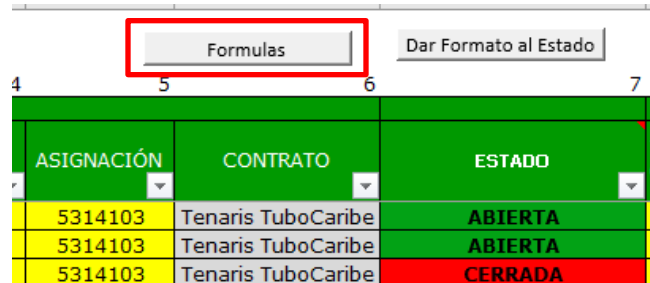 Formulas Dar Formato al Estado
4 5 6 7
ASIGNACIÓN CONTRATO ESTADO
5314103 Tenaris TuboCaribe ABIERTA
5314103 Tenaris TuboCaribe ABIERTA
5314103 Tenaris TuboCaribe CERRADA